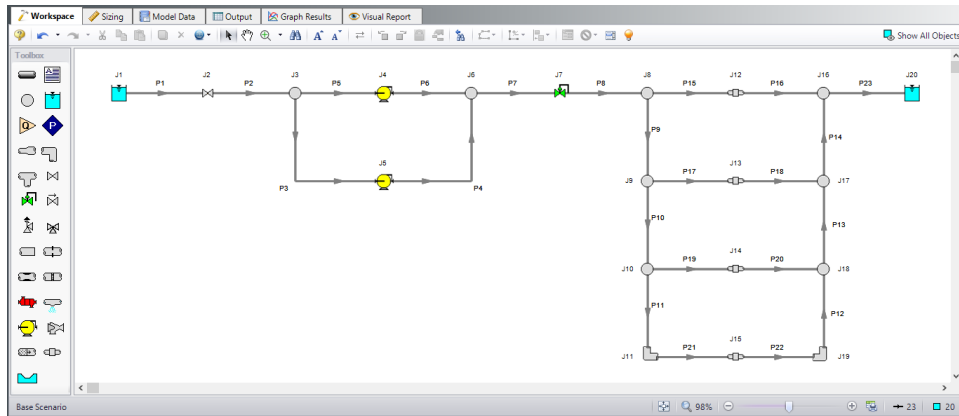 Workspace Sizing Model Data Output Graph Results Visual Report
A A Show All Objects
Toolbox
J1 P1 J2 P2 J3 P5 J4 P6 J6 P7 J7 P8 J8 P15 J12 P16 J16 P23 J20
P9 P14
J5 J13
P3 P4 J9 P17 P18 J17
P10 P13
J14
J10 P19 P20 J18
P11 P12
J15
J11 P21 P22 J19
Base Scenario 98% 23 20